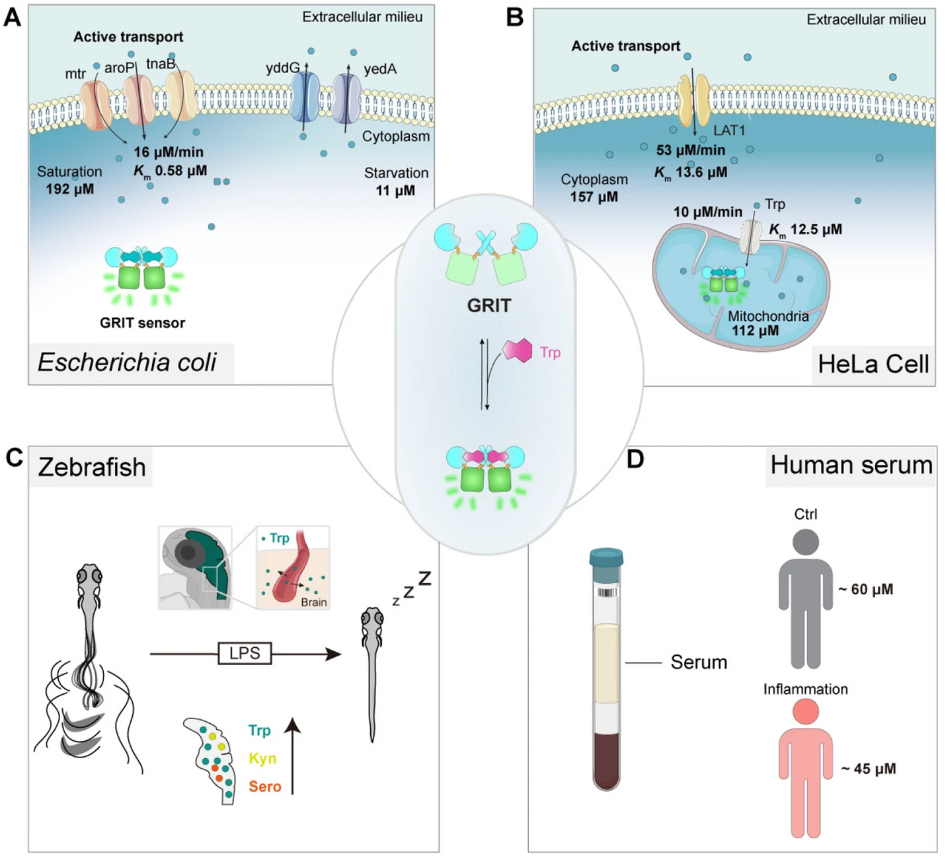 A
Extracellular milieu
Active transport
mtr
aroP
tnaB
yddG
yedA
Cytoplasm
16 µM/min
Km 0.58 µM
Saturation
192 µM
Starvation
11 µM
GRIT sensor
Escherichia coli
B
Extracellular milieu
Active transport
LAT1
53 µM/min
Km 13.6 µM
Cytoplasm
157 µM
Trp
10 µM/min
Km 12.5 µM
Mitochondria
112 µM
HeLa Cell
GRIT
Trp
C
Zebrafish
Trp
Brain
z z Z
LPS
Trp
Kyn
Sero
D
Human serum
Ctrl
~ 60 µM
Serum
Inflammation
~ 45 µM